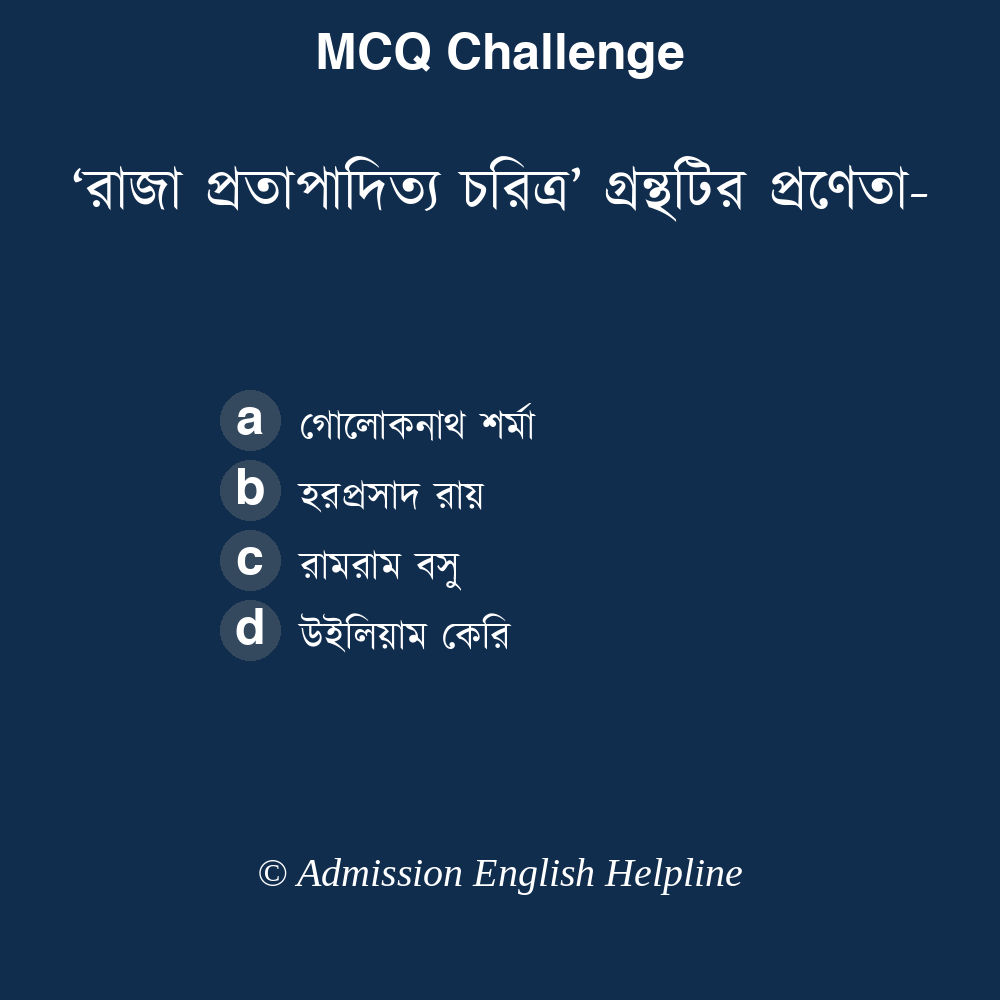 MCQ Challenge
‘রাজা প্রতাপাদিত্য চরিত্র’ গ্রন্থটির প্রণেতা-
a গোলোকনাথ শর্মা
b হরপ্রসাদ রায়
c রামরাম বসু
d উইলিয়াম কেরি
© Admission English Helpline